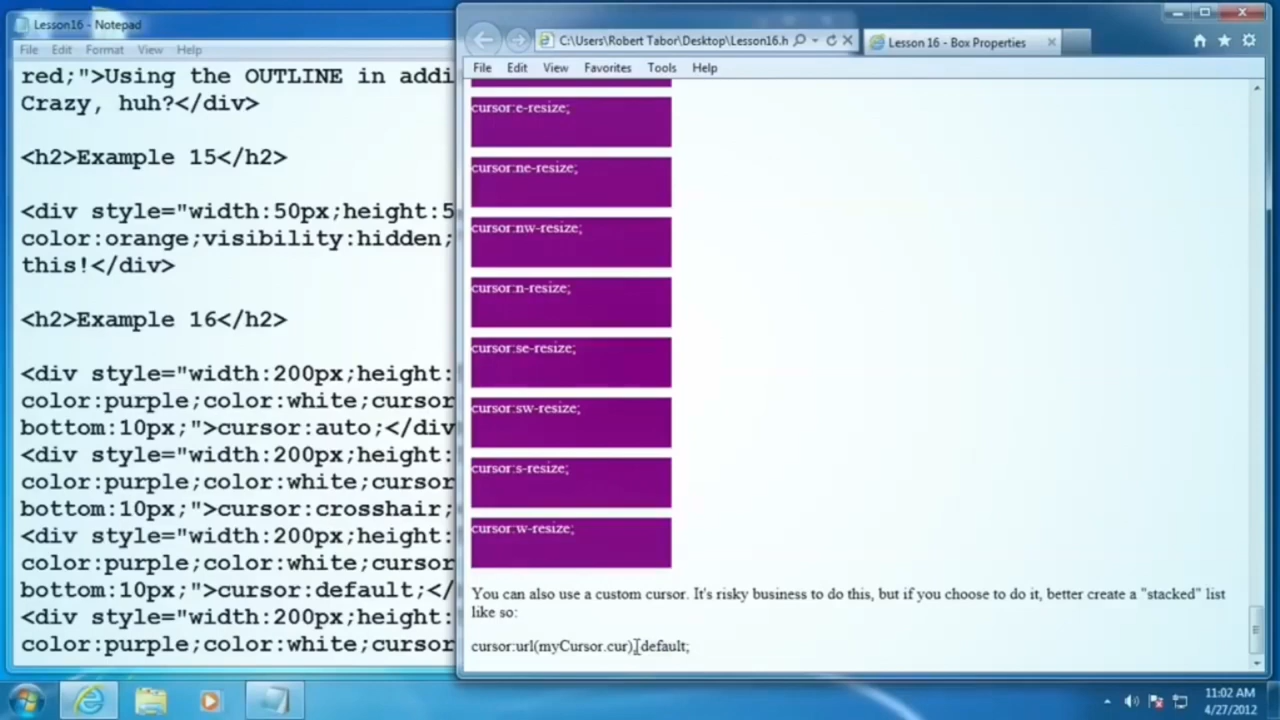 Lesson16 - Notepad
File Edit Format View Help
red;">Using the OUTLINE in addi
Crazy, huh?</div>
<h2>Example 15</h2>
<div style="width:50px;height:5
color:orange;visibility:hidden;
this!</div>
<h2>Example 16</h2>
<div style="width:200px;height:
color:purple;color:white;cursor
bottom:10px;">cursor:auto;</div
<div style="width:200px;height:
color:purple;color:white;cursor
bottom:10px;">cursor:crosshair;
<div style="width:200px;height:
color:purple;color:white;cursor
bottom:10px;">cursor:default;</
<div style="width:200px;height:
color:purple;color:white;cursor
C:\Users\Robert Tabor\Desktop\Lesson16.h
Lesson 16 - Box Properties
File Edit View Favorites Tools Help
cursor:e-resize;
cursor:ne-resize;
cursor:nw-resize;
cursor:n-resize;
cursor:se-resize;
cursor:sw-resize;
cursor:s-resize;
cursor:w-resize;
You can also use a custom cursor. It's risky business to do this, but if you choose to do it, better create a "stacked" list
like so:
cursor:url(myCursor.cur),default;
11:02 AM
4/27/2012